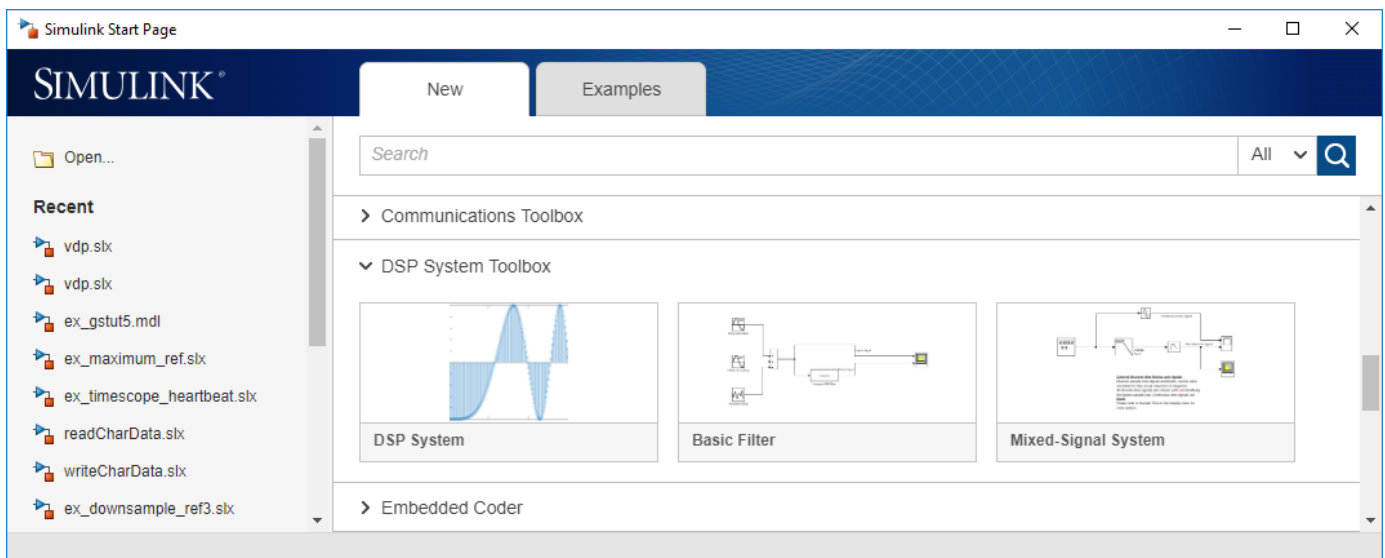 Simulink Start Page
SIMULINK®
New
Examples
Open...
Search
All
Recent
vdp.slx
vdp.slx
ex_gstut5.mdl
ex_maximum_ref.slx
ex_timescope_heartbeat.slx
readCharData.slx
writeCharData.slx
ex_downsample_ref3.slx
Communications Toolbox
DSP System Toolbox
DSP System
Basic Filter
Mixed-Signal System
Embedded Coder